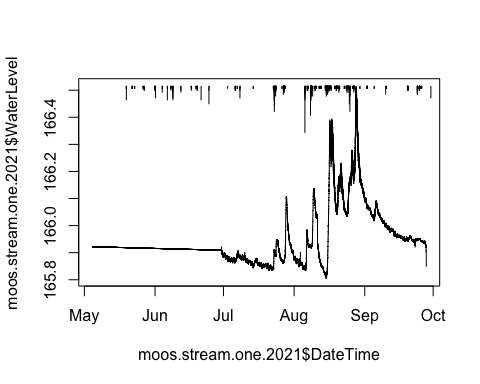 moos.stream.one.2021$WaterLevel
166.4
166.2
166.0
165.8
May Jun Jul Aug Sep Oct
moos.stream.one.2021$DateTime